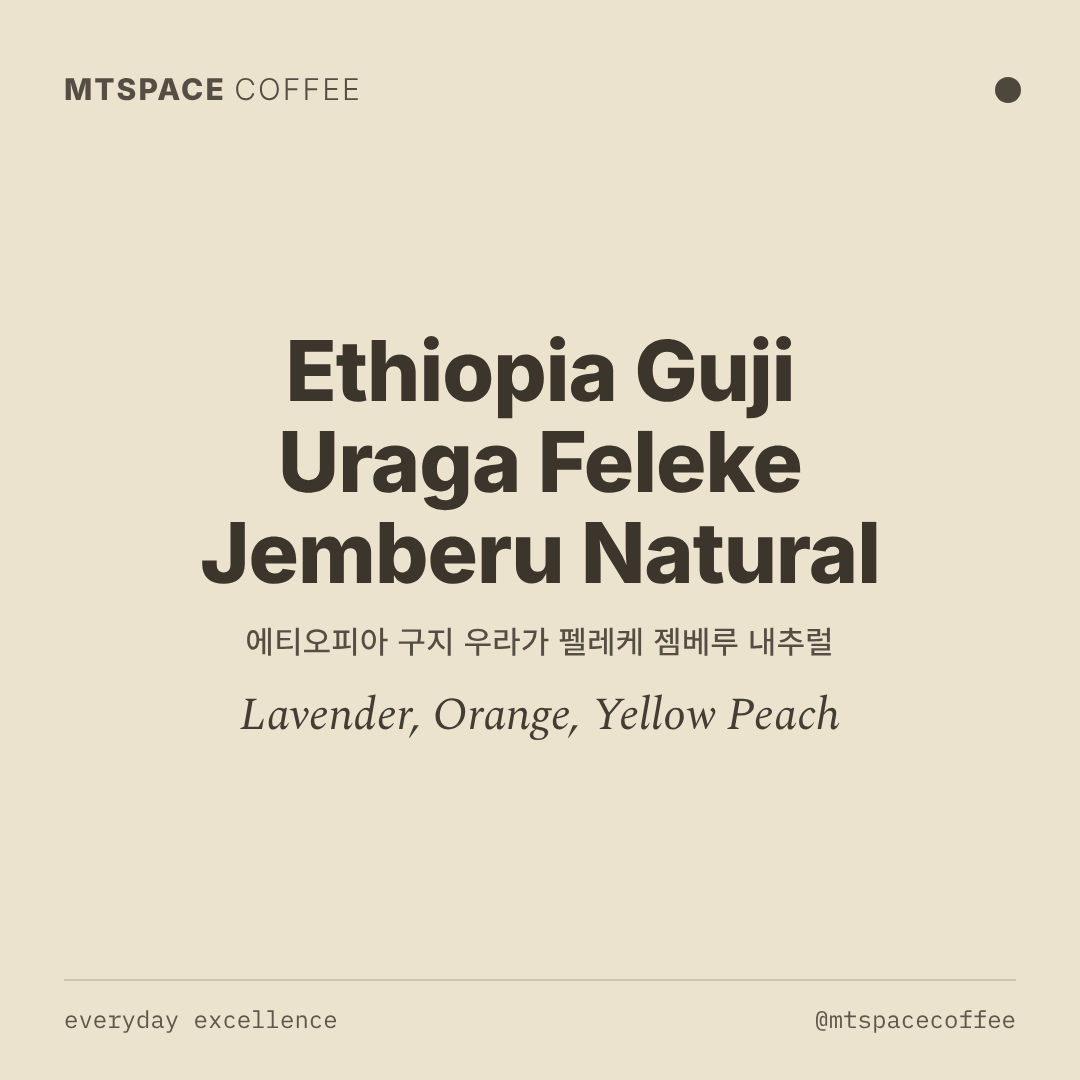 MTSPACE COFFEE
Ethiopia Guji
Uraga Feleke
Jemberu Natural
에티오피아 구지 우라가 펠레케 젬베루 내추럴
Lavender, Orange, Yellow Peach
everyday excellence
@mtspacecoffee